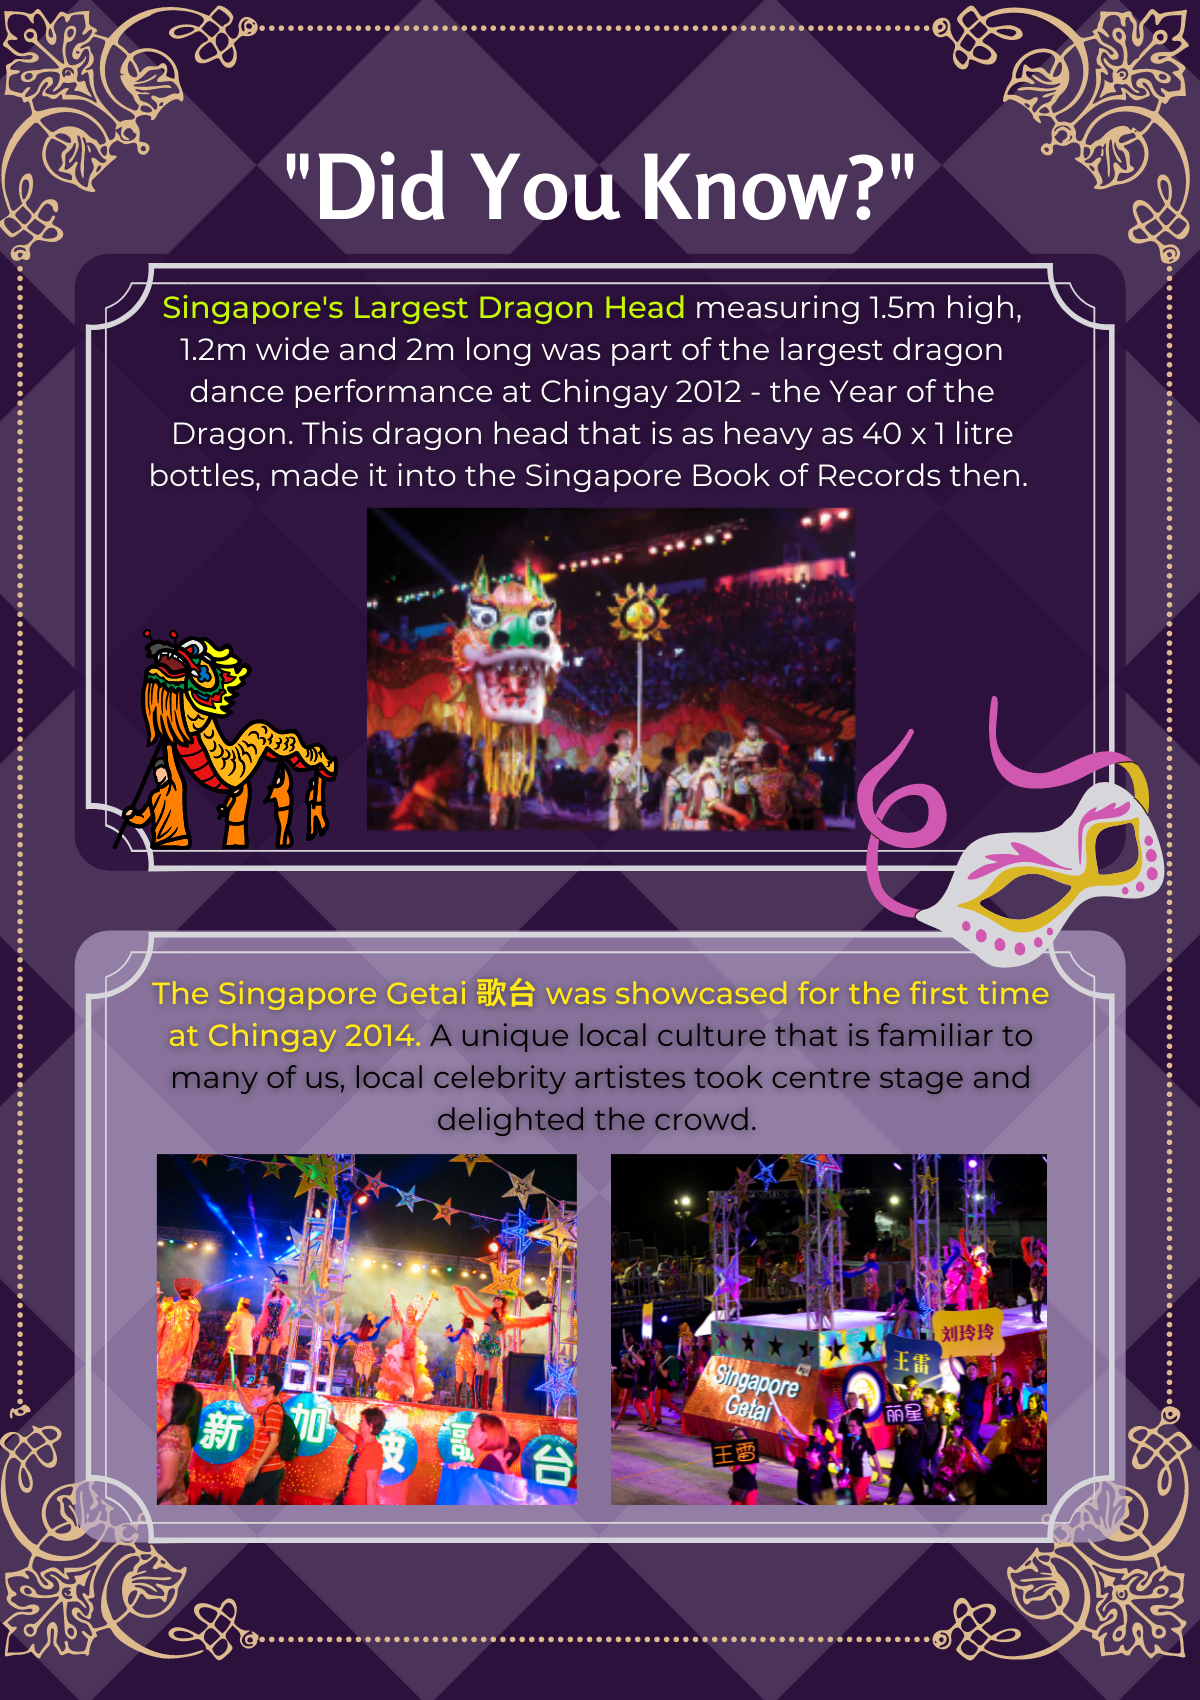 "Did You Know?"
Singapore's Largest Dragon Head measuring 1.5m high,
1.2m wide and 2m long was part of the largest dragon
dance performance at Chingay 2012 - the Year of the
Dragon. This dragon head that is as heavy as 40 x 1 litre
bottles, made it into the Singapore Book of Records then.
The Singapore Getai 歌台 was showcased for the first time
at Chingay 2014. A unique local culture that is familiar to
many of us, local celebrity artistes took centre stage and
delighted the crowd.
新加坡歌台
刘玲玲
王雷
Singapore
Getai
丽星
王雷